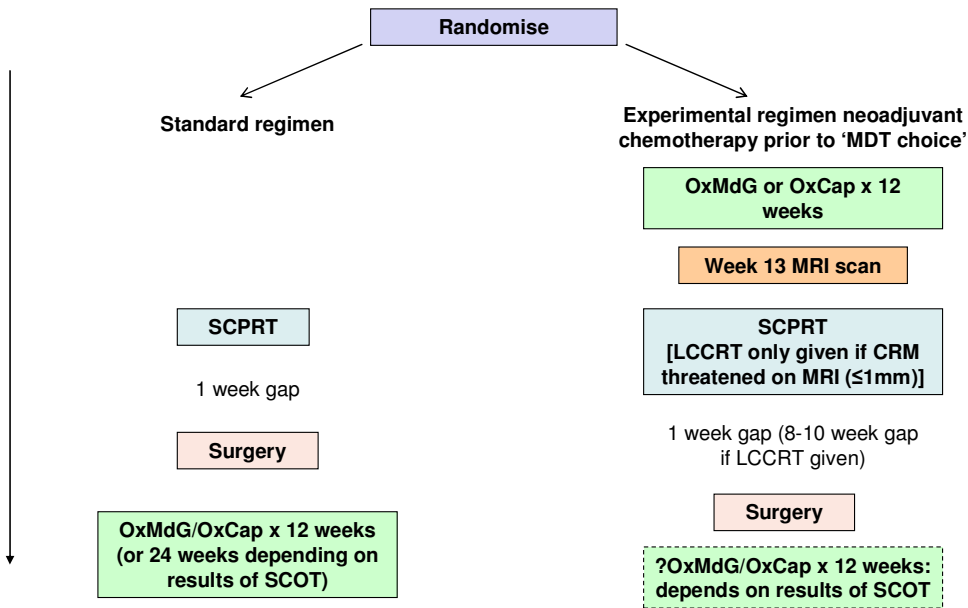 Randomise
Standard regimen
Experimental regimen neoadjuvant
chemotherapy prior to ‘MDT choice’
OxMdG or OxCap x 12
weeks
Week 13 MRI scan
SCPRT
1 week gap
Surgery
OxMdG/OxCap x 12 weeks
(or 24 weeks depending on
results of SCOT)
SCPRT
[LCCRT only given if CRM
threatened on MRI (≤1mm)]
1 week gap (8-10 week gap
if LCCRT given)
Surgery
?OxMdG/OxCap x 12 weeks:
depends on results of SCOT